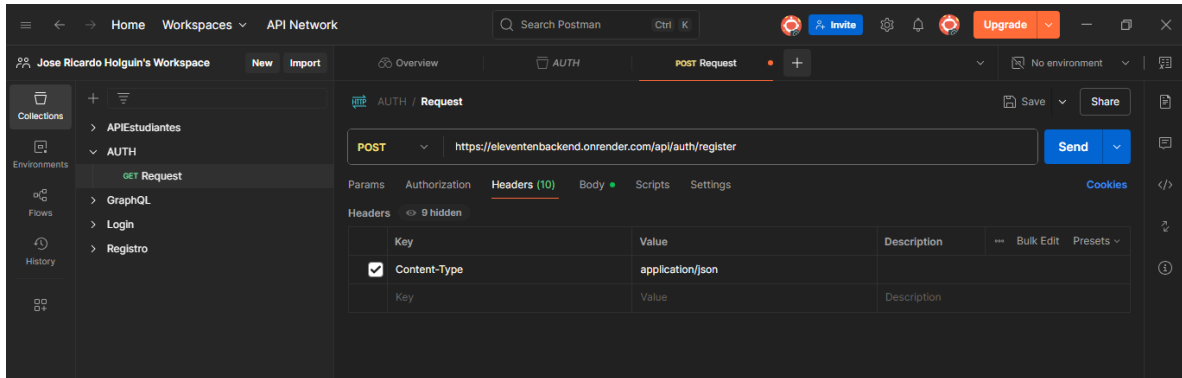 Home Workspaces API Network Search Postman Ctrl K Invite Upgrade
Jose Ricardo Holguin's Workspace New Import Overview AUTH POST Request No environment
Collections
Environments
Flows
History
APIEstudiantes
AUTH
GET Request
GraphQL
Login
Registro
HTTP AUTH / Request Save Share
POST https://eleventenbackend.onrender.com/api/auth/register Send
Params Authorization Headers (10) Body Scripts Settings Cookies
Headers 9 hidden
Key Value Description Bulk Edit Presets
Content-Type application/json
Key Value Description